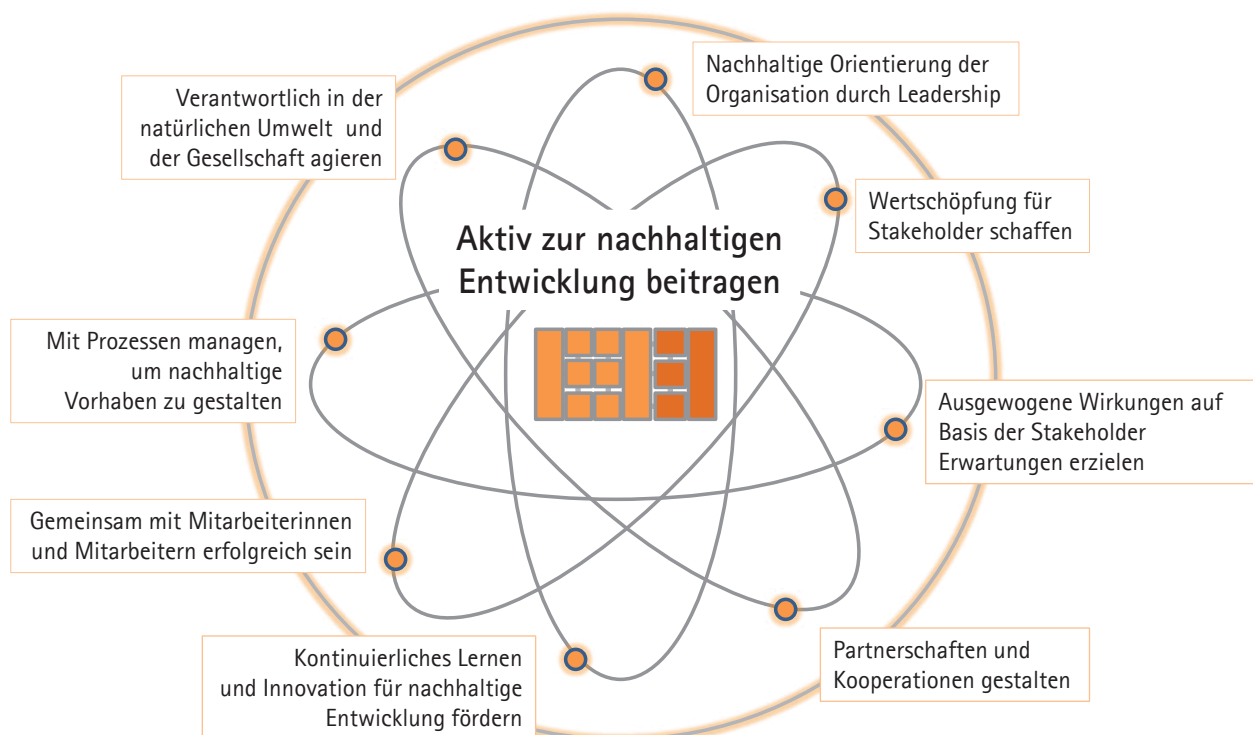 Nachhaltige Orientierung der
Organisation durch Leadership
Verantwortlich in der
natürlichen Umwelt und
der Gesellschaft agieren
Wertschöpfung für
Stakeholder schaffen
Aktiv zur nachhaltigen
Entwicklung beitragen
Mit Prozessen managen,
um nachhaltige
Vorhaben zu gestalten
Ausgewogene Wirkungen auf
Basis der Stakeholder
Erwartungen erzielen
Gemeinsam mit Mitarbeiterinnen
und Mitarbeitern erfolgreich sein
Partnerschaften und
Kooperationen gestalten
Kontinuierliches Lernen
und Innovation für nachhaltige
Entwicklung fördern